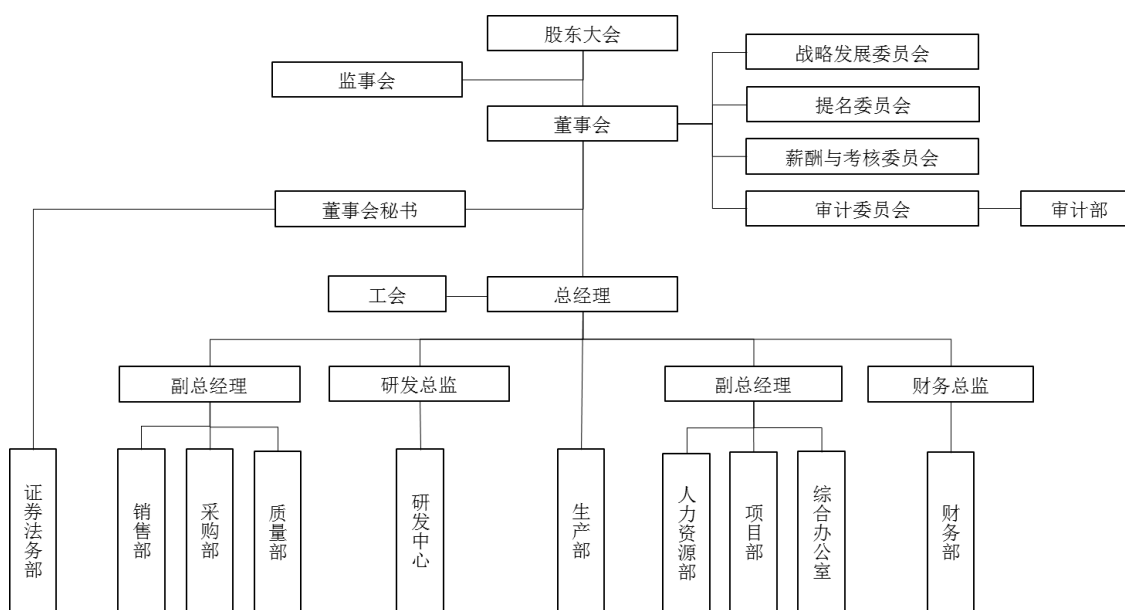 股东大会
战略发展委员会
监事会
提名委员会
董事会
薪酬与考核委员会
董事会秘书
审计委员会
审计部
工会
总经理
副总经理
研发总监
副总经理
财务总监
证券法务部
销售部
采购部
质量部
研发中心
生产部
人力资源部
项目部
综合办公室
财务部